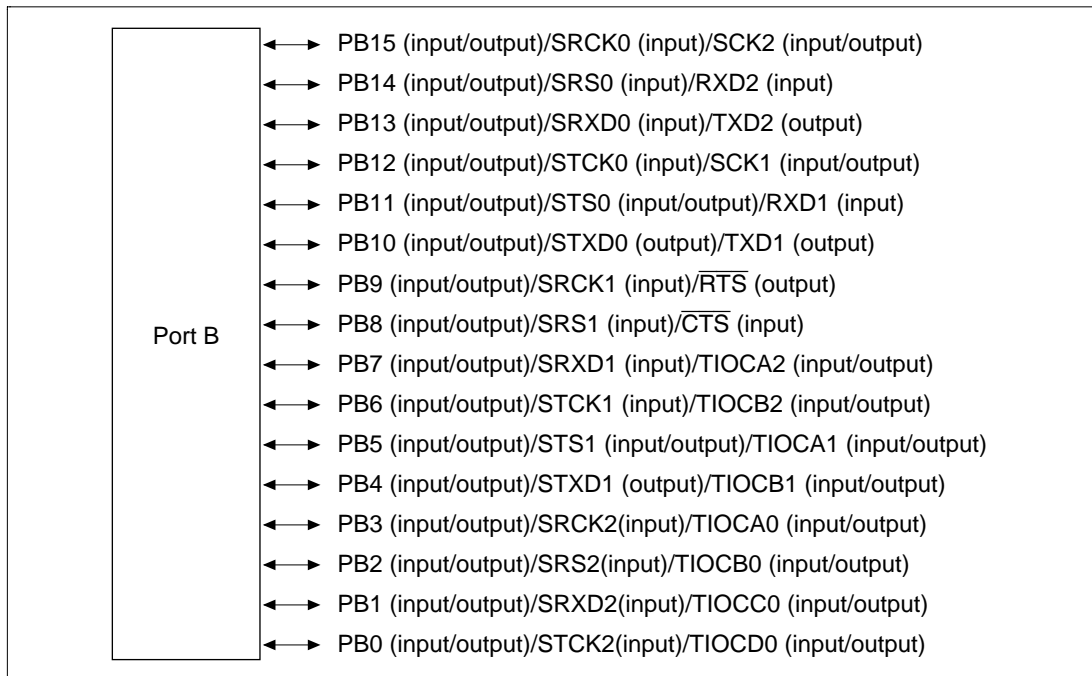 PB15 (input/output)/SRCK0 (input)/SCK2 (input/output)
PB14 (input/output)/SRS0 (input)/RXD2 (input)
PB13 (input/output)/SRXD0 (input)/TXD2 (output)
PB12 (input/output)/STCK0 (input)/SCK1 (input/output)
PB11 (input/output)/STS0 (input/output)/RXD1 (input)
PB10 (input/output)/STXD0 (output)/TXD1 (output)
PB9 (input/output)/SRCK1 (input)/R̅T̅S̅ (output)
PB8 (input/output)/SRS1 (input)/C̅T̅S̅ (input)
Port B
PB7 (input/output)/SRXD1 (input)/TIOCA2 (input/output)
PB6 (input/output)/STCK1 (input)/TIOCB2 (input/output)
PB5 (input/output)/STS1 (input/output)/TIOCA1 (input/output)
PB4 (input/output)/STXD1 (output)/TIOCB1 (input/output)
PB3 (input/output)/SRCK2(input)/TIOCA0 (input/output)
PB2 (input/output)/SRS2(input)/TIOCB0 (input/output)
PB1 (input/output)/SRXD2(input)/TIOCC0 (input/output)
PB0 (input/output)/STCK2(input)/TIOCD0 (input/output)